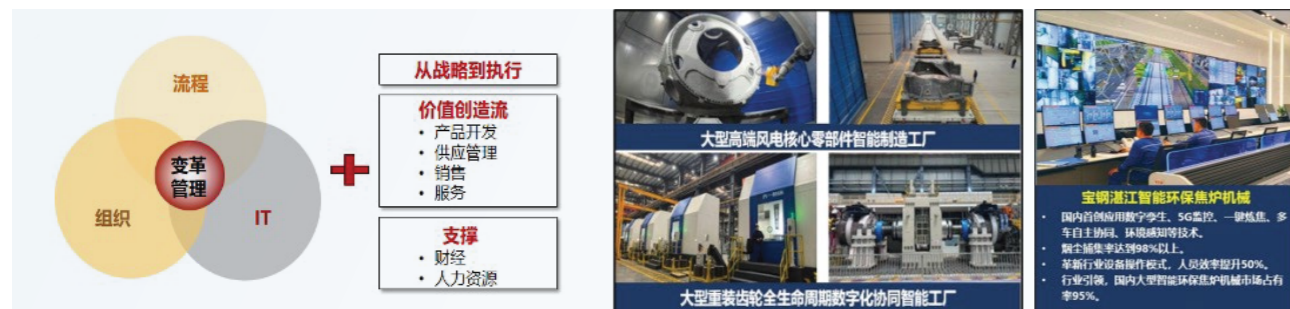 流程
变革
管理
组织
IT
从战略到执行
价值创造流
• 产品开发
• 供应管理
• 销售
• 服务
支撑
• 财经
• 人力资源
大型高端风电核心零部件智能制造工厂
大型重装齿轮全生命周期数字化协同智能工厂
宝钢湛江智能环保焦炉机械
• 国内首创应用数字孪生、5G监控、一键炼焦、多
车自主协同、环境感知等技术。
• 烟尘捕集率达到98%以上。
• 革新行业设备操作模式，人员效率提升50%。
• 行业引领，国内大型智能环保焦炉机械市场占有
率95%。